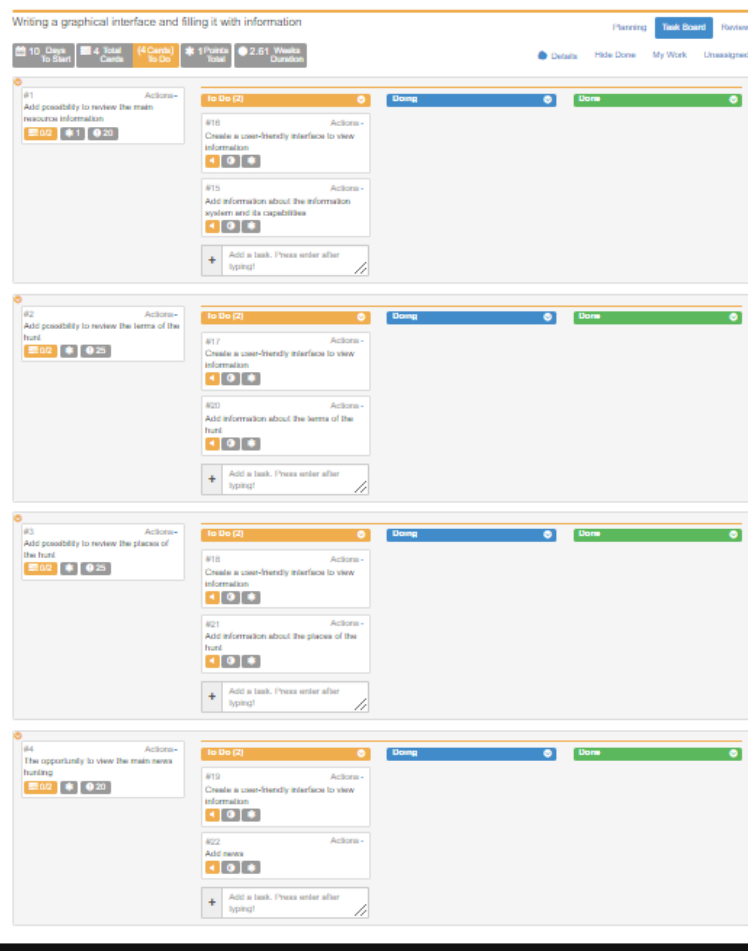 Writing a graphical interface and filling it with information
Planning Task Board Review
10 Days To Start 4 Total Cards (4 Cards) To Do 1 Points Total 2.61 Weeks Duration
Details Hide Done My Work Unassigned
#1 Actions
Add possibility to review the main
resource information
0/2 1 20
To Do (2) Doing Done
#16 Actions
Create a user-friendly interface to view
information
#15 Actions
Add information about the information
system and its capabilities
+ Add a task. Press enter after
typing!
#2 Actions
Add possibility to review the terms of the
hunt
0/2 25
To Do (2) Doing Done
#17 Actions
Create a user-friendly interface to view
information
#20 Actions
Add information about the terms of the
hunt
+ Add a task. Press enter after
typing!
#3 Actions
Add possibility to review the places of
the hunt
0/2 25
To Do (2) Doing Done
#18 Actions
Create a user-friendly interface to view
information
#21 Actions
Add information about the places of the
hunt
+ Add a task. Press enter after
typing!
#4 Actions
The opportunity to view the main news
hunting
0/2 20
To Do (2) Doing Done
#19 Actions
Create a user-friendly interface to view
information
#22 Actions
Add news
+ Add a task. Press enter after
typing!